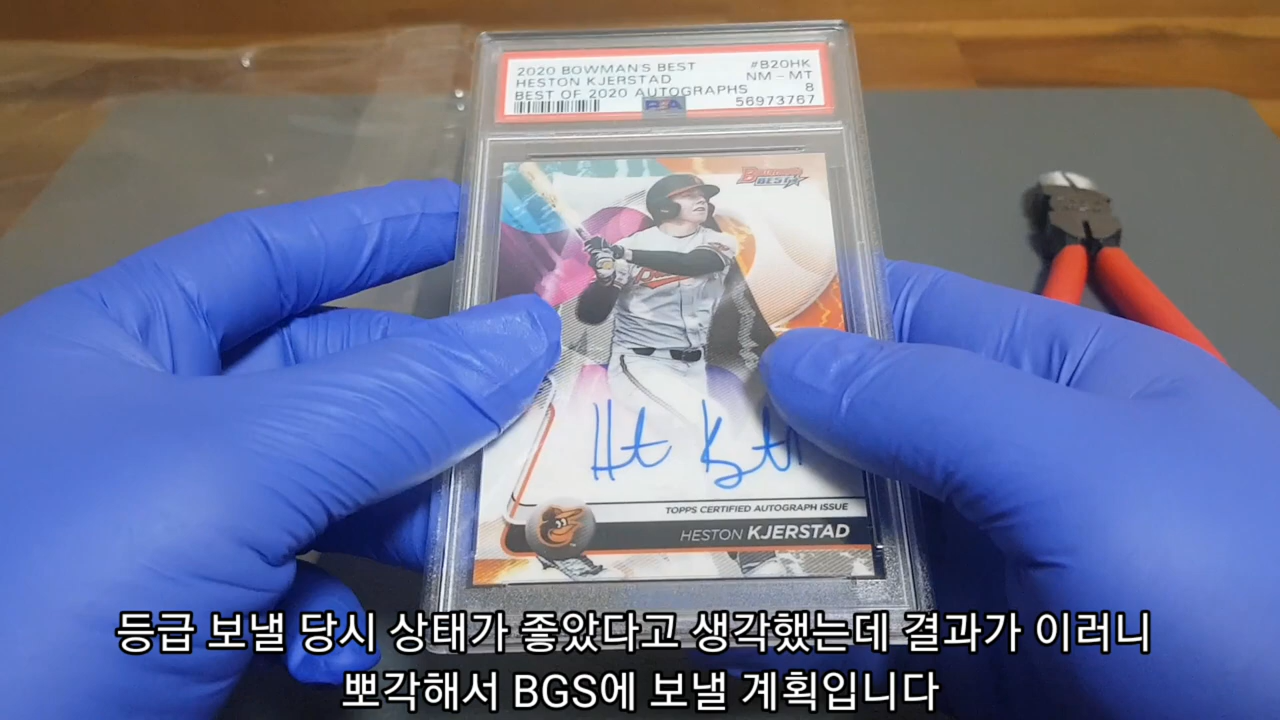 2020 BOWMAN'S BEST #B20HK
HESTON KJERSTAD NM - MT
BEST OF 2020 AUTOGRAPHS 8
PSA 56973767
BOWMAN'S
BEST
TOPPS CERTIFIED AUTOGRAPH ISSUE
HESTON KJERSTAD
등급 보낼 당시 상태가 좋았다고 생각했는데 결과가 이러니
뽀각해서 BGS에 보낼 계획입니다